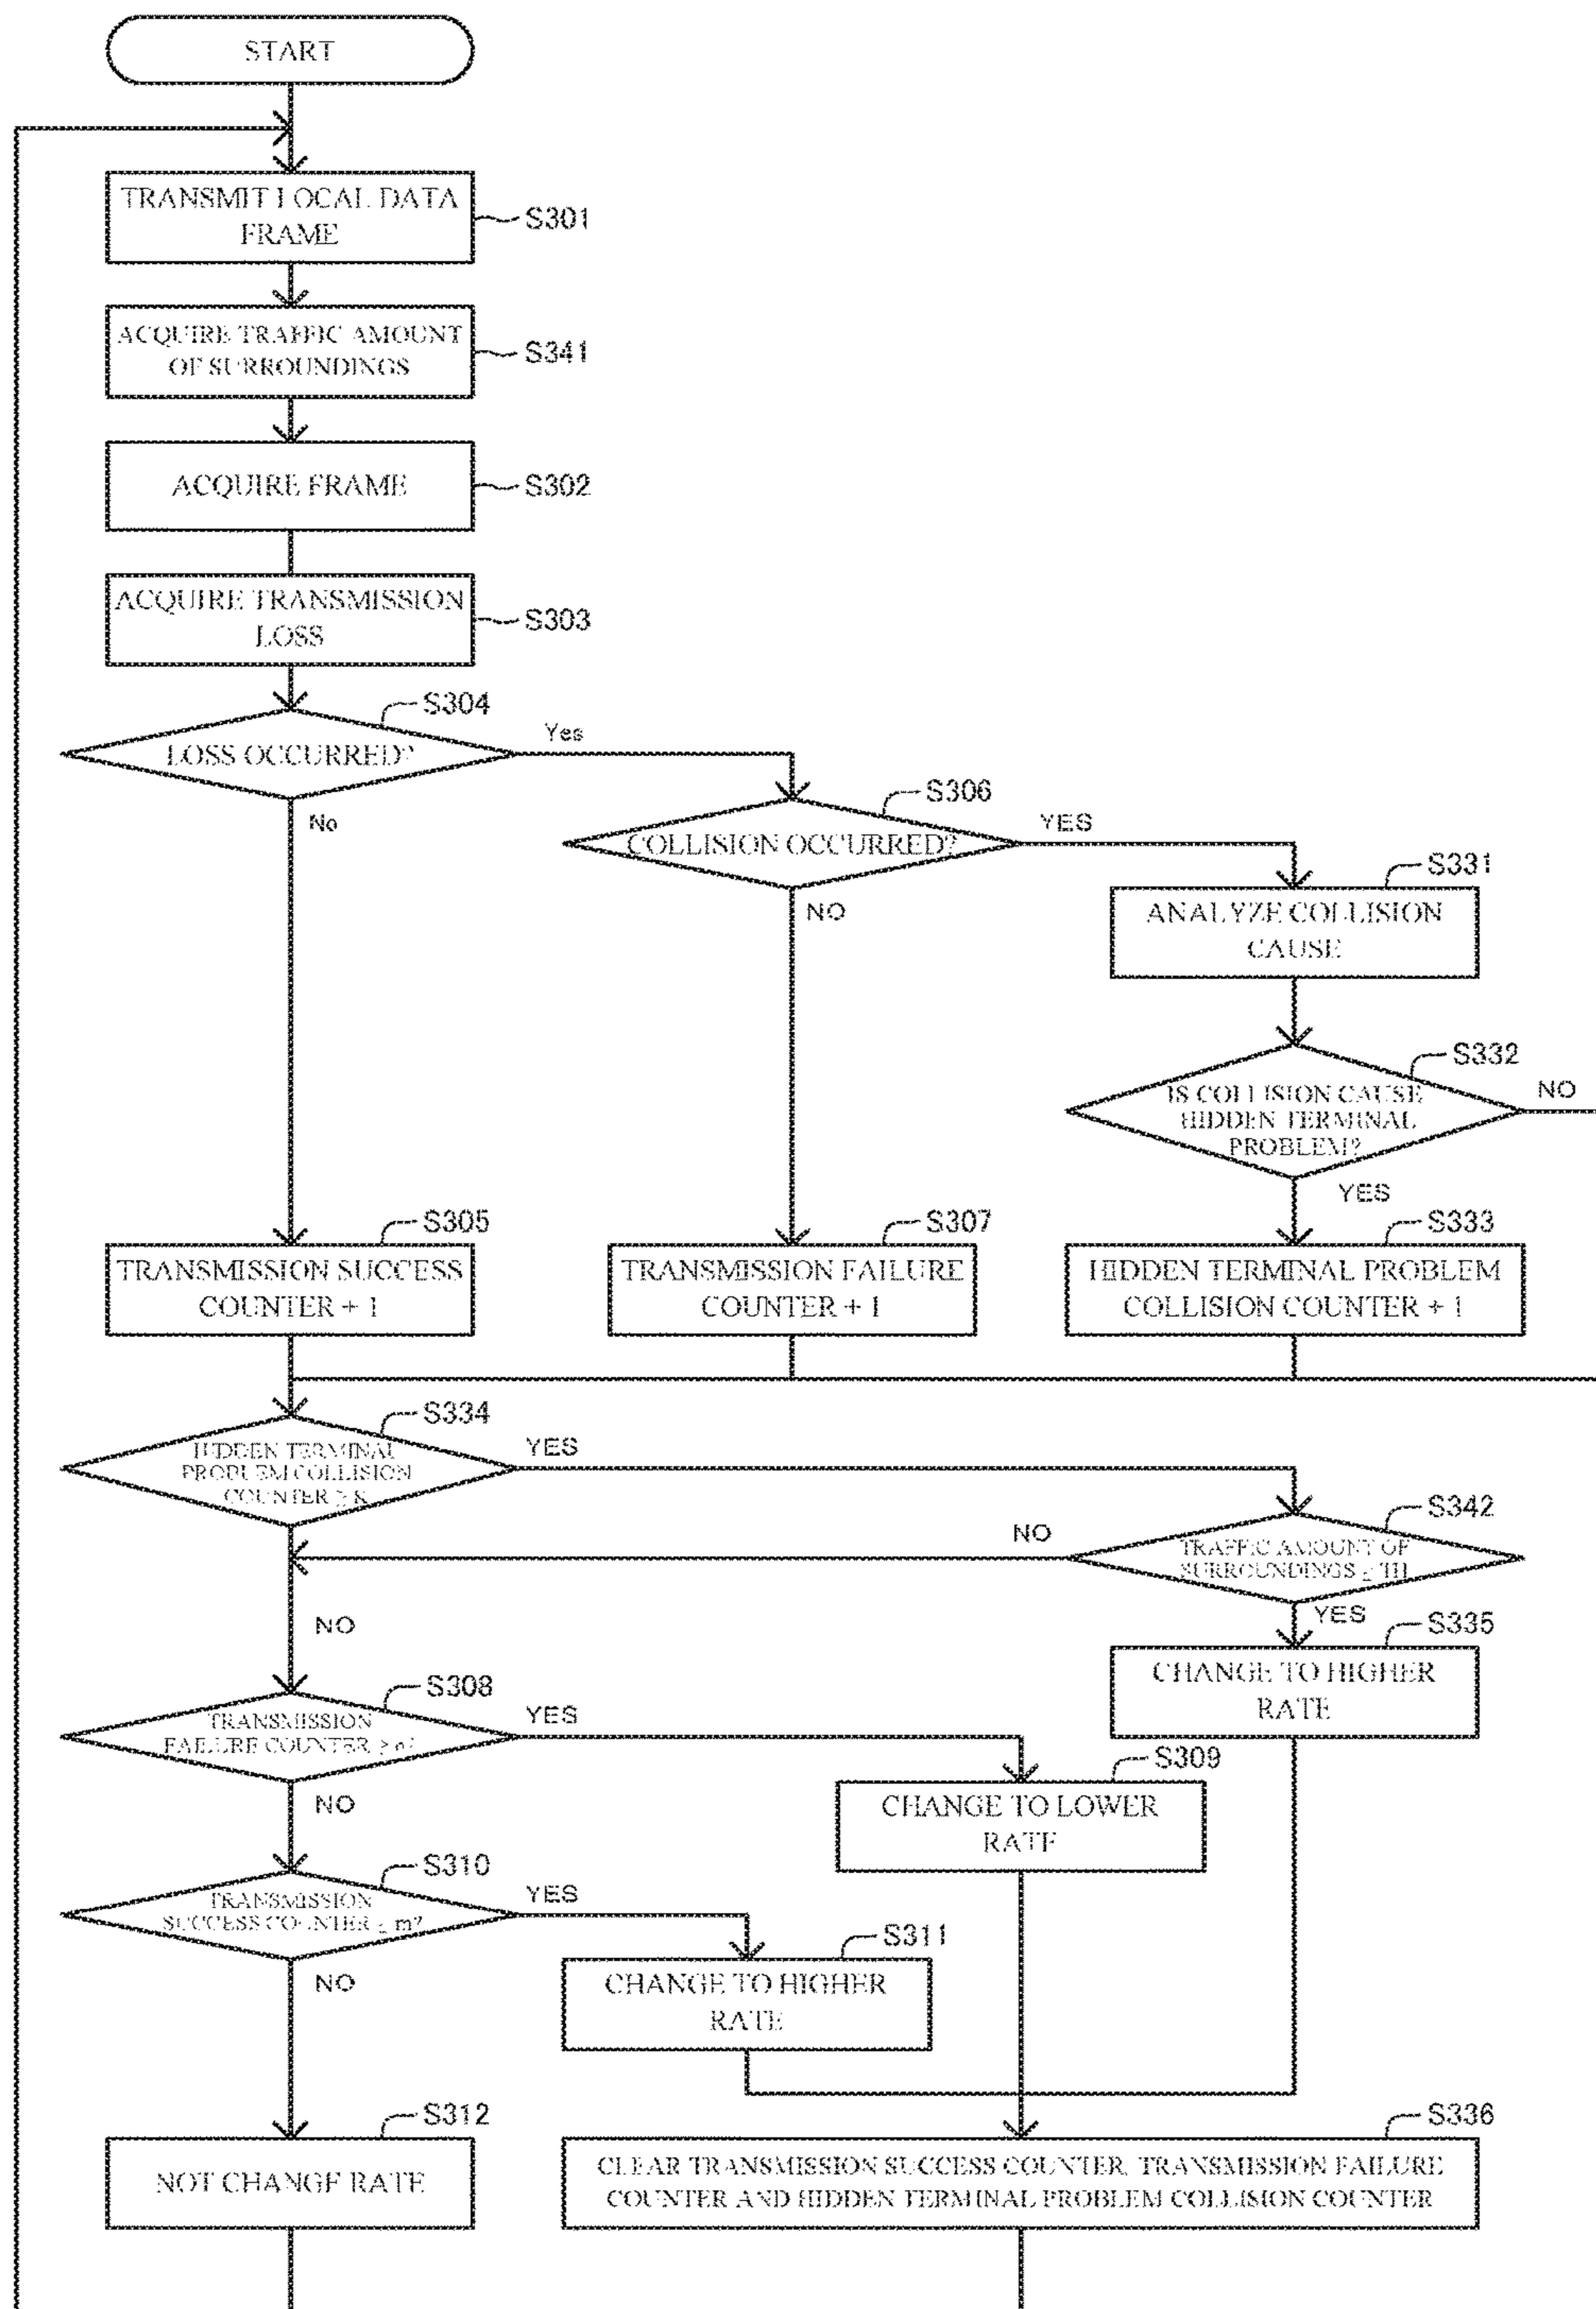 START
TRANSMIT LOCAL DATA
FRAME
S301
ACQUIRE TRAFFIC AMOUNT
OF SURROUNDINGS
S341
ACQUIRE FRAME
S302
ACQUIRE TRANSMISSION
LOSS
S303
S304
LOSS OCCURRED?
Yes
No
S306
COLLISION OCCURRED?
YES
NO
S331
ANALYZE COLLISION
CAUSE
S332
IS COLLISION CAUSE
HIDDEN TERMINAL
PROBLEM?
NO
YES
S305
TRANSMISSION SUCCESS
COUNTER + 1
S307
TRANSMISSION FAILURE
COUNTER + 1
S333
HIDDEN TERMINAL PROBLEM
COLLISION COUNTER + 1
S334
HIDDEN TERMINAL
PROBLEM COLLISION
COUNTER ≥
YES
NO
S342
TRAFFIC AMOUNT OF
SURROUNDINGS TH
NO
YES
S335
CHANGE TO HIGHER
RATE
S308
TRANSMISSION
FAILURE COUNTER ≥
YES
NO
S309
CHANGE TO LOWER
RATE
S310
TRANSMISSION
SUCCESS COUNTER m?
YES
NO
S311
CHANGE TO HIGHER
RATE
S312
NOT CHANGE RATE
S336
CLEAR TRANSMISSION SUCCESS COUNTER, TRANSMISSION FAILURE
COUNTER AND HIDDEN TERMINAL PROBLEM COLLISION COUNTER